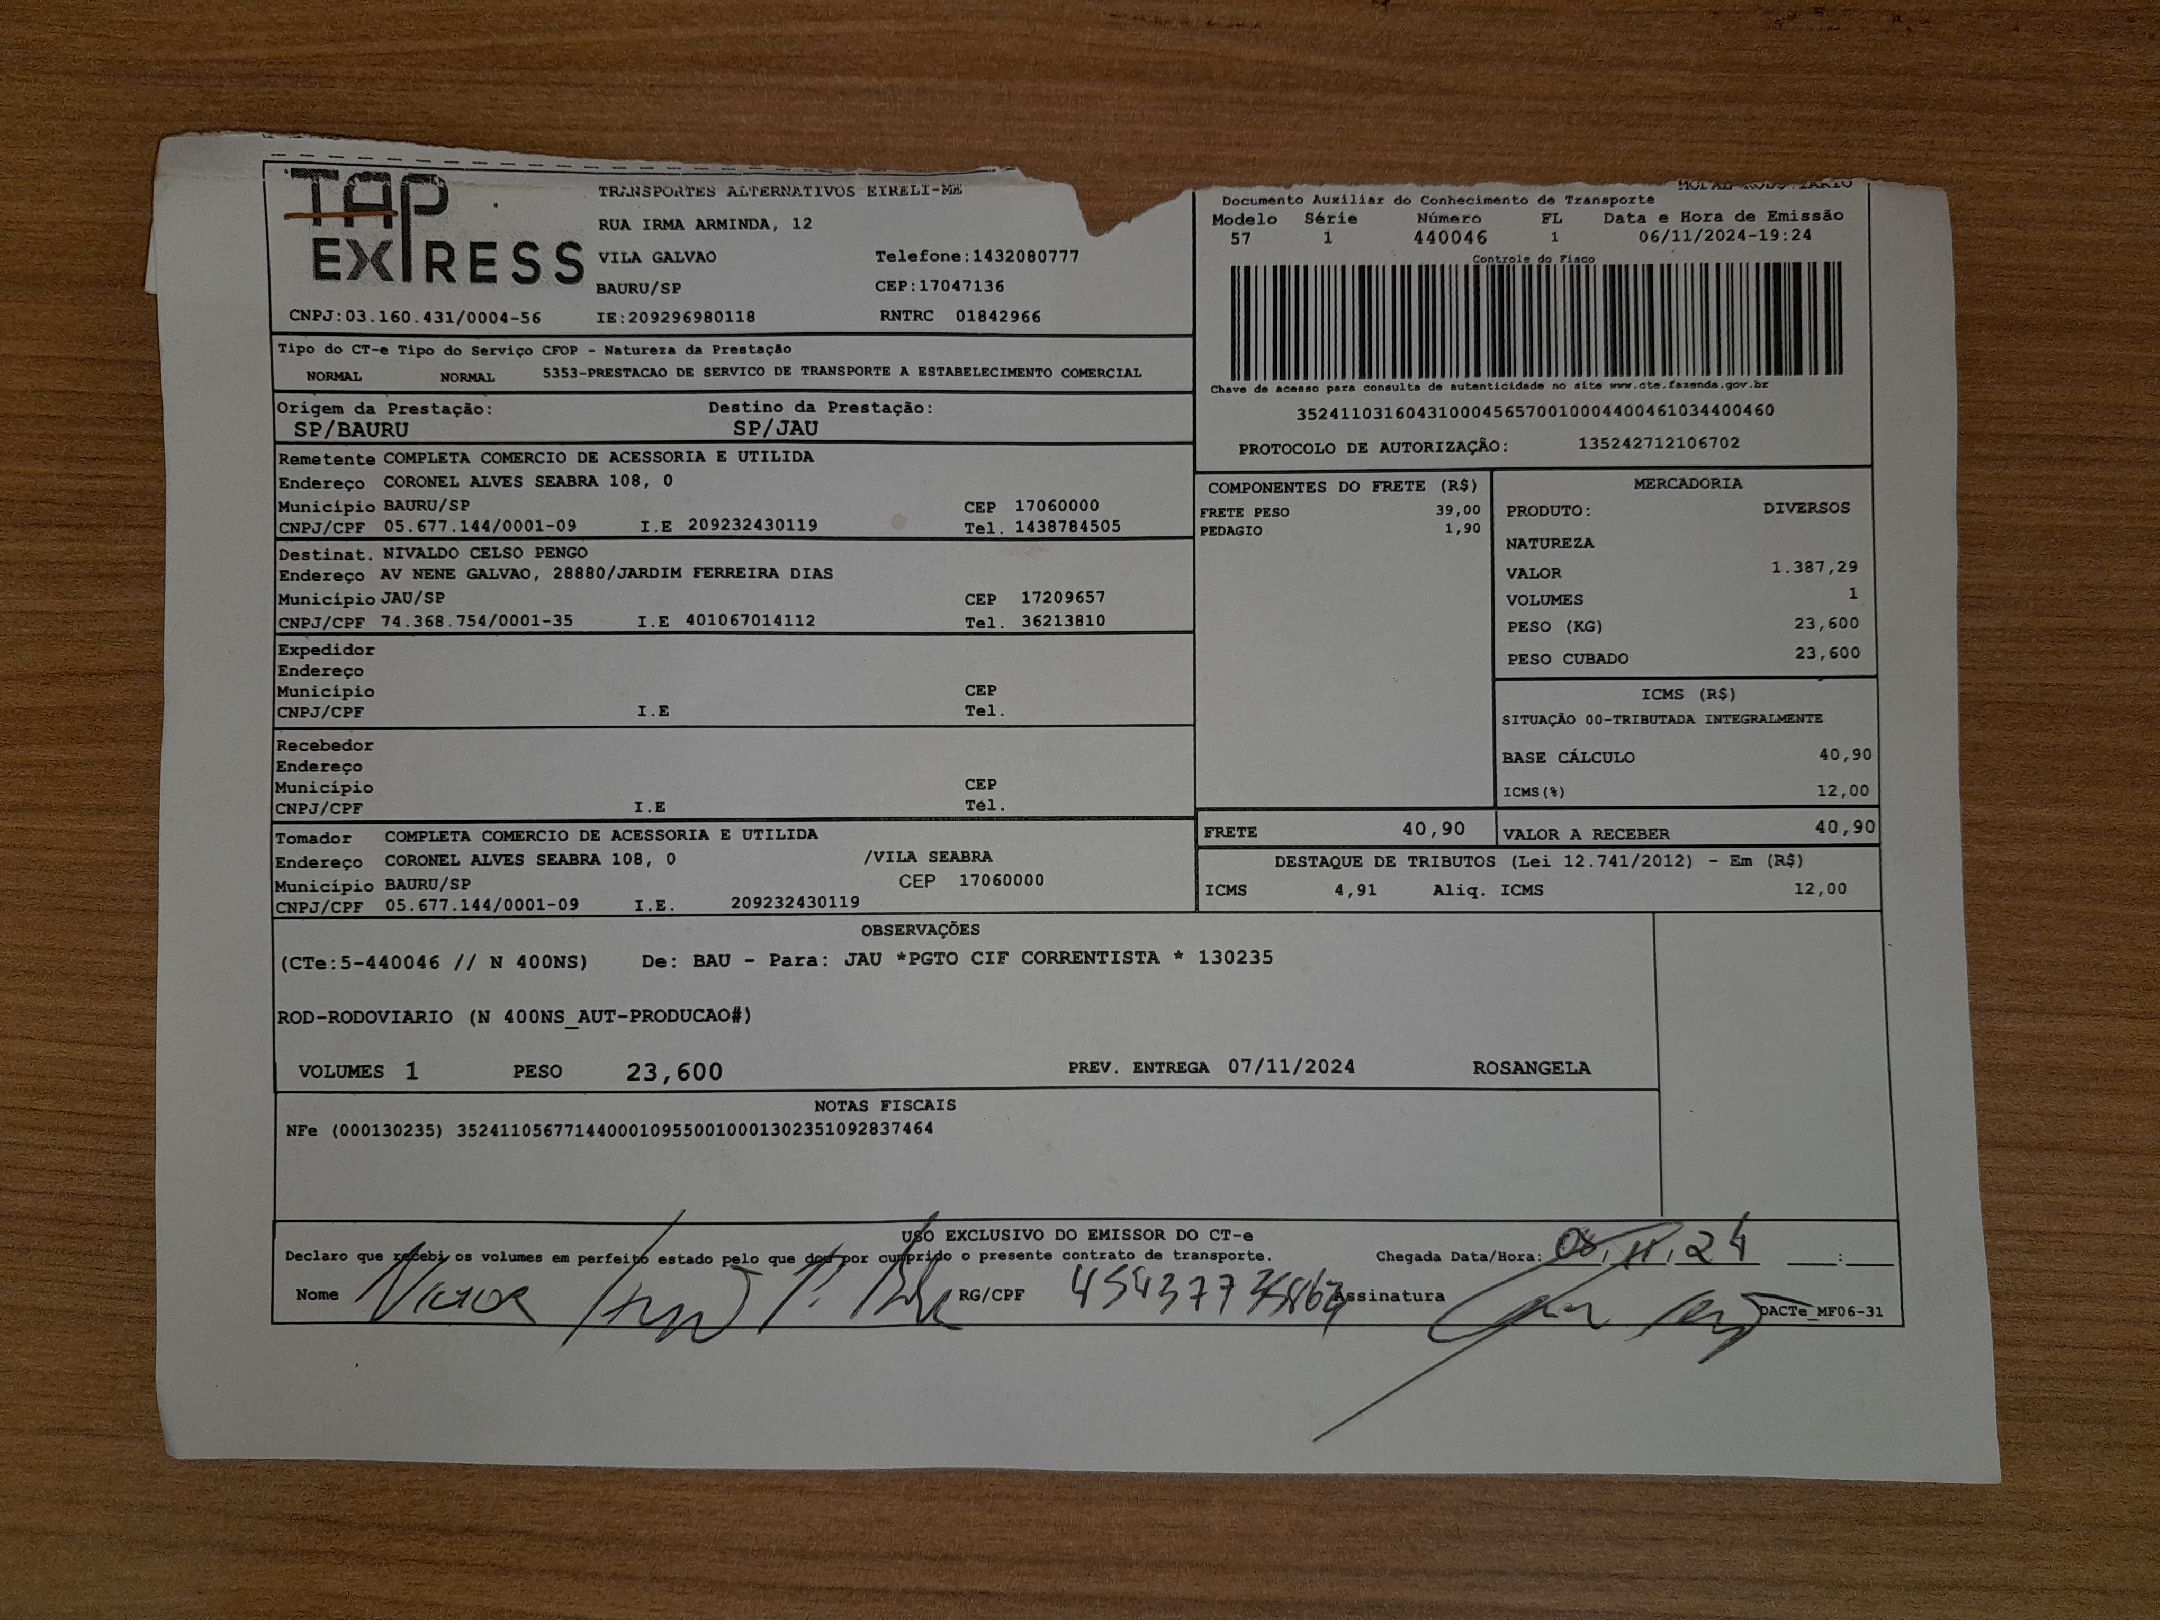 TAP
EXPRESS
TRANSPORTES ALTERNATIVOS EIRELI-ME
RUA IRMA ARMINDA, 12
VILA GALVAO Telefone:1432080777
BAURU/SP CEP:17047136
CNPJ:03.160.431/0004-56 IE:209296980118 RNTRC 01842966
Documento Auxiliar do Conhecimento de Transporte
Modelo Série Número FL Data e Hora de Emissão
57 1 440046 1 06/11/2024-19:24
Controle do Fisco
Chave de acesso para consulta de autenticidade no site www.cte.fazenda.gov.br
35241103160431000456570010004400461034400460
PROTOCOLO DE AUTORIZAÇÃO: 135242712106702
Tipo do CT-e Tipo do Serviço CFOP - Natureza da Prestação
NORMAL NORMAL 5353-PRESTACAO DE SERVICO DE TRANSPORTE A ESTABELECIMENTO COMERCIAL
Origem da Prestação: Destino da Prestação:
SP/BAURU SP/JAU
Remetente COMPLETA COMERCIO DE ACESSORIA E UTILIDA
Endereço CORONEL ALVES SEABRA 108, 0
Município BAURU/SP CEP 17060000
CNPJ/CPF 05.677.144/0001-09 I.E 209232430119 Tel. 1438784505
Destinat. NIVALDO CELSO PENGO
Endereço AV NENE GALVAO, 28880/JARDIM FERREIRA DIAS
Município JAU/SP CEP 17209657
CNPJ/CPF 74.368.754/0001-35 I.E 401067014112 Tel. 36213810
Expedidor
Endereço
Município CEP
CNPJ/CPF I.E Tel.
Recebedor
Endereço
Município CEP
CNPJ/CPF I.E Tel.
Tomador COMPLETA COMERCIO DE ACESSORIA E UTILIDA
Endereço CORONEL ALVES SEABRA 108, 0 /VILA SEABRA
Município BAURU/SP CEP 17060000
CNPJ/CPF 05.677.144/0001-09 I.E. 209232430119
COMPONENTES DO FRETE (R$)
FRETE PESO 39,00
PEDAGIO 1,90
MERCADORIA
PRODUTO: DIVERSOS
NATUREZA
VALOR 1.387,29
VOLUMES 1
PESO (KG) 23,600
PESO CUBADO 23,600
ICMS (R$)
SITUAÇÃO 00-TRIBUTADA INTEGRALMENTE
BASE CÁLCULO 40,90
ICMS(%) 12,00
FRETE 40,90 VALOR A RECEBER 40,90
DESTAQUE DE TRIBUTOS (Lei 12.741/2012) - Em (R$)
ICMS 4,91 Aliq. ICMS 12,00
OBSERVAÇÕES
(CTe:5-440046 // N 400NS) De: BAU - Para: JAU *PGTO CIF CORRENTISTA * 130235
ROD-RODOVIARIO (N 400NS_AUT-PRODUCAO#)
VOLUMES 1 PESO 23,600 PREV. ENTREGA 07/11/2024 ROSANGELA
NOTAS FISCAIS
NFe (000130235) 35241105677144000109550010001302351092837464
USO EXCLUSIVO DO EMISSOR DO CT-e
Declaro que recebi os volumes em perfeito estado pelo que dou por cumprido o presente contrato de transporte. Chegada Data/Hora: 08.11.24 :
Nome Victor RG/CPF Assinatura
DACTe_MF06-31